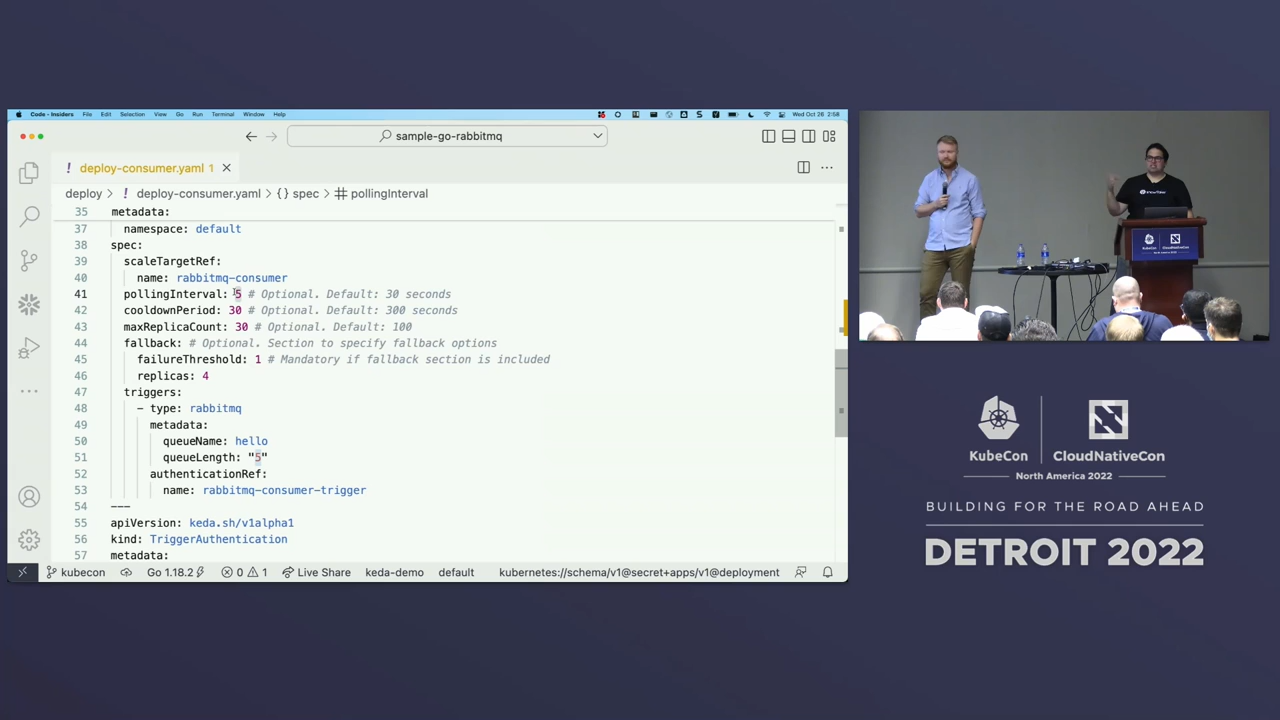 Code - Insiders File Edit Selection View Go Run Terminal Window Help
Wed Oct 26 2:58
sample-go-rabbitmq
! deploy-consumer.yaml 1
deploy > ! deploy-consumer.yaml > {} spec > # pollingInterval
35 metadata:
37 namespace: default
38 spec:
39 scaleTargetRef:
40 name: rabbitmq-consumer
41 pollingInterval: 5 # Optional. Default: 30 seconds
42 cooldownPeriod: 30 # Optional. Default: 300 seconds
43 maxReplicaCount: 30 # Optional. Default: 100
44 fallback: # Optional. Section to specify fallback options
45 failureThreshold: 1 # Mandatory if fallback section is included
46 replicas: 4
47 triggers:
48 - type: rabbitmq
49 metadata:
50 queueName: hello
51 queueLength: "5"
52 authenticationRef:
53 name: rabbitmq-consumer-trigger
54 ---
55 apiVersion: keda.sh/v1alpha1
56 kind: TriggerAuthentication
57 metadata:
kubecon Go 1.18.2 0 1 Live Share keda-demo default kubernetes://schema/v1@secret+apps/v1@deployment
KubeCon CloudNativeCon
North America 2022
BUILDING FOR THE ROAD AHEAD
DETROIT 2022